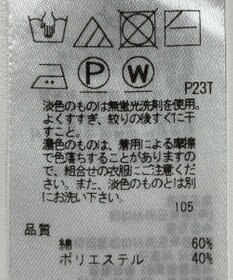 P W
P23T
淡色のものは無蛍光洗剤を使用。
よくすすぎ、絞りの後すぐに干
すこと。
濃色のものは、着用による摩擦
で色落ちすることがありますの
で、組合せの衣服にご注意くだ
さい。また、淡色のものとは別
にお洗い下さい。
105
品質
綿 60%
ポリエステル 40%